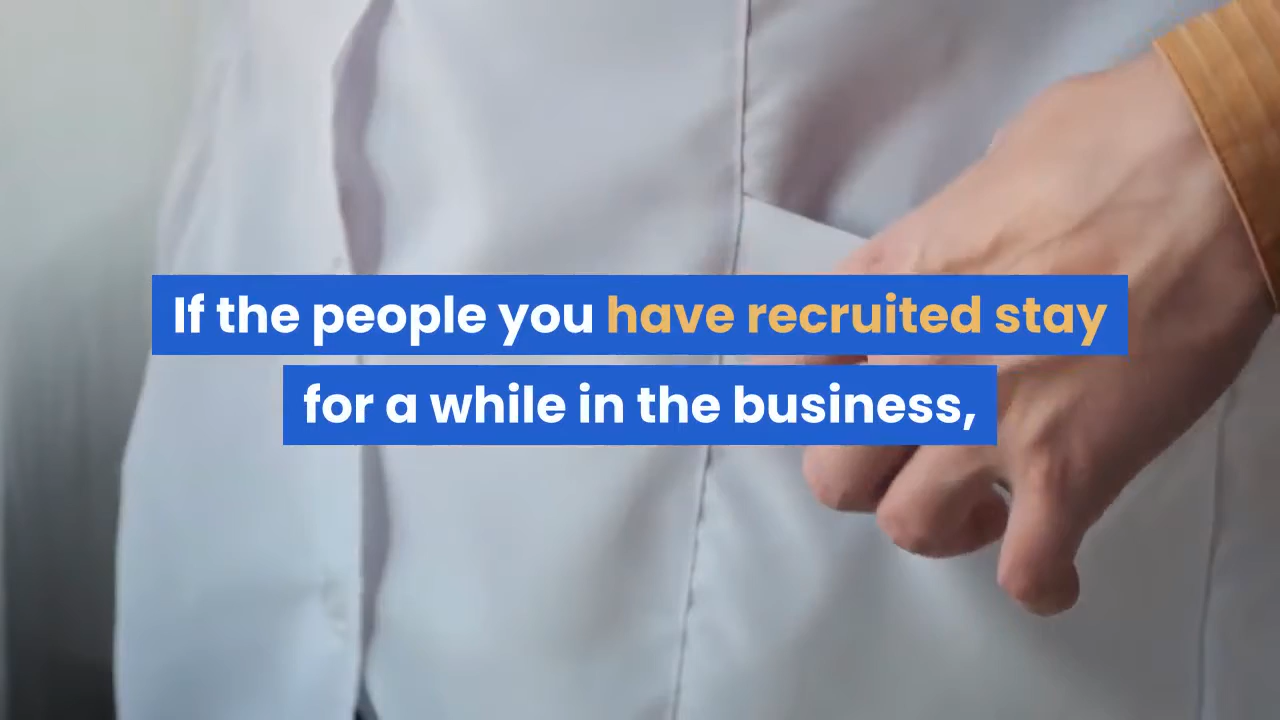 If the people you have recruited stay
for a while in the business,